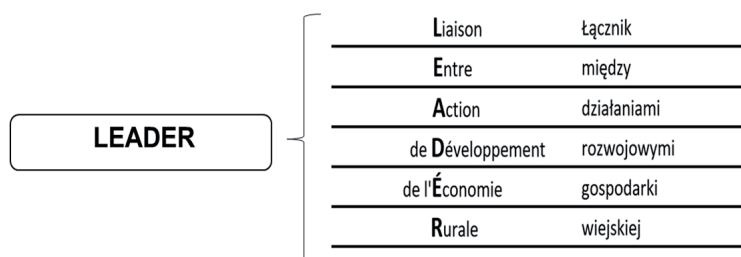 LEADER
Liaison Łącznik
Entre między
Action działaniami
de Développement rozwojowymi
de l'Économie gospodarki
Rurale wiejskiej